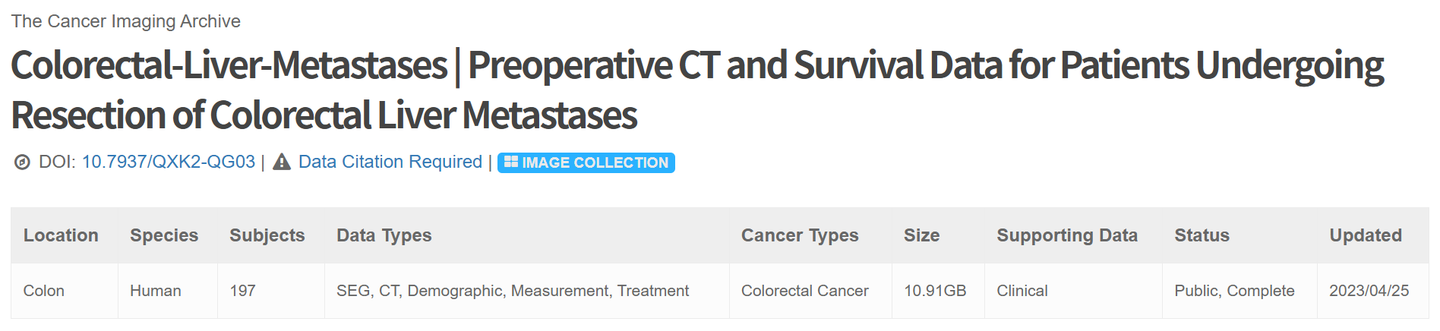 The Cancer Imaging Archive
Colorectal-Liver-Metastases | Preoperative CT and Survival Data for Patients Undergoing
Resection of Colorectal Liver Metastases
DOI: 10.7937/QXK2-QG03 | Data Citation Required | IMAGE COLLECTION
Location Species Subjects Data Types Cancer Types Size Supporting Data Status Updated
Colon Human 197 SEG, CT, Demographic, Measurement, Treatment Colorectal Cancer 10.91GB Clinical Public, Complete 2023/04/25